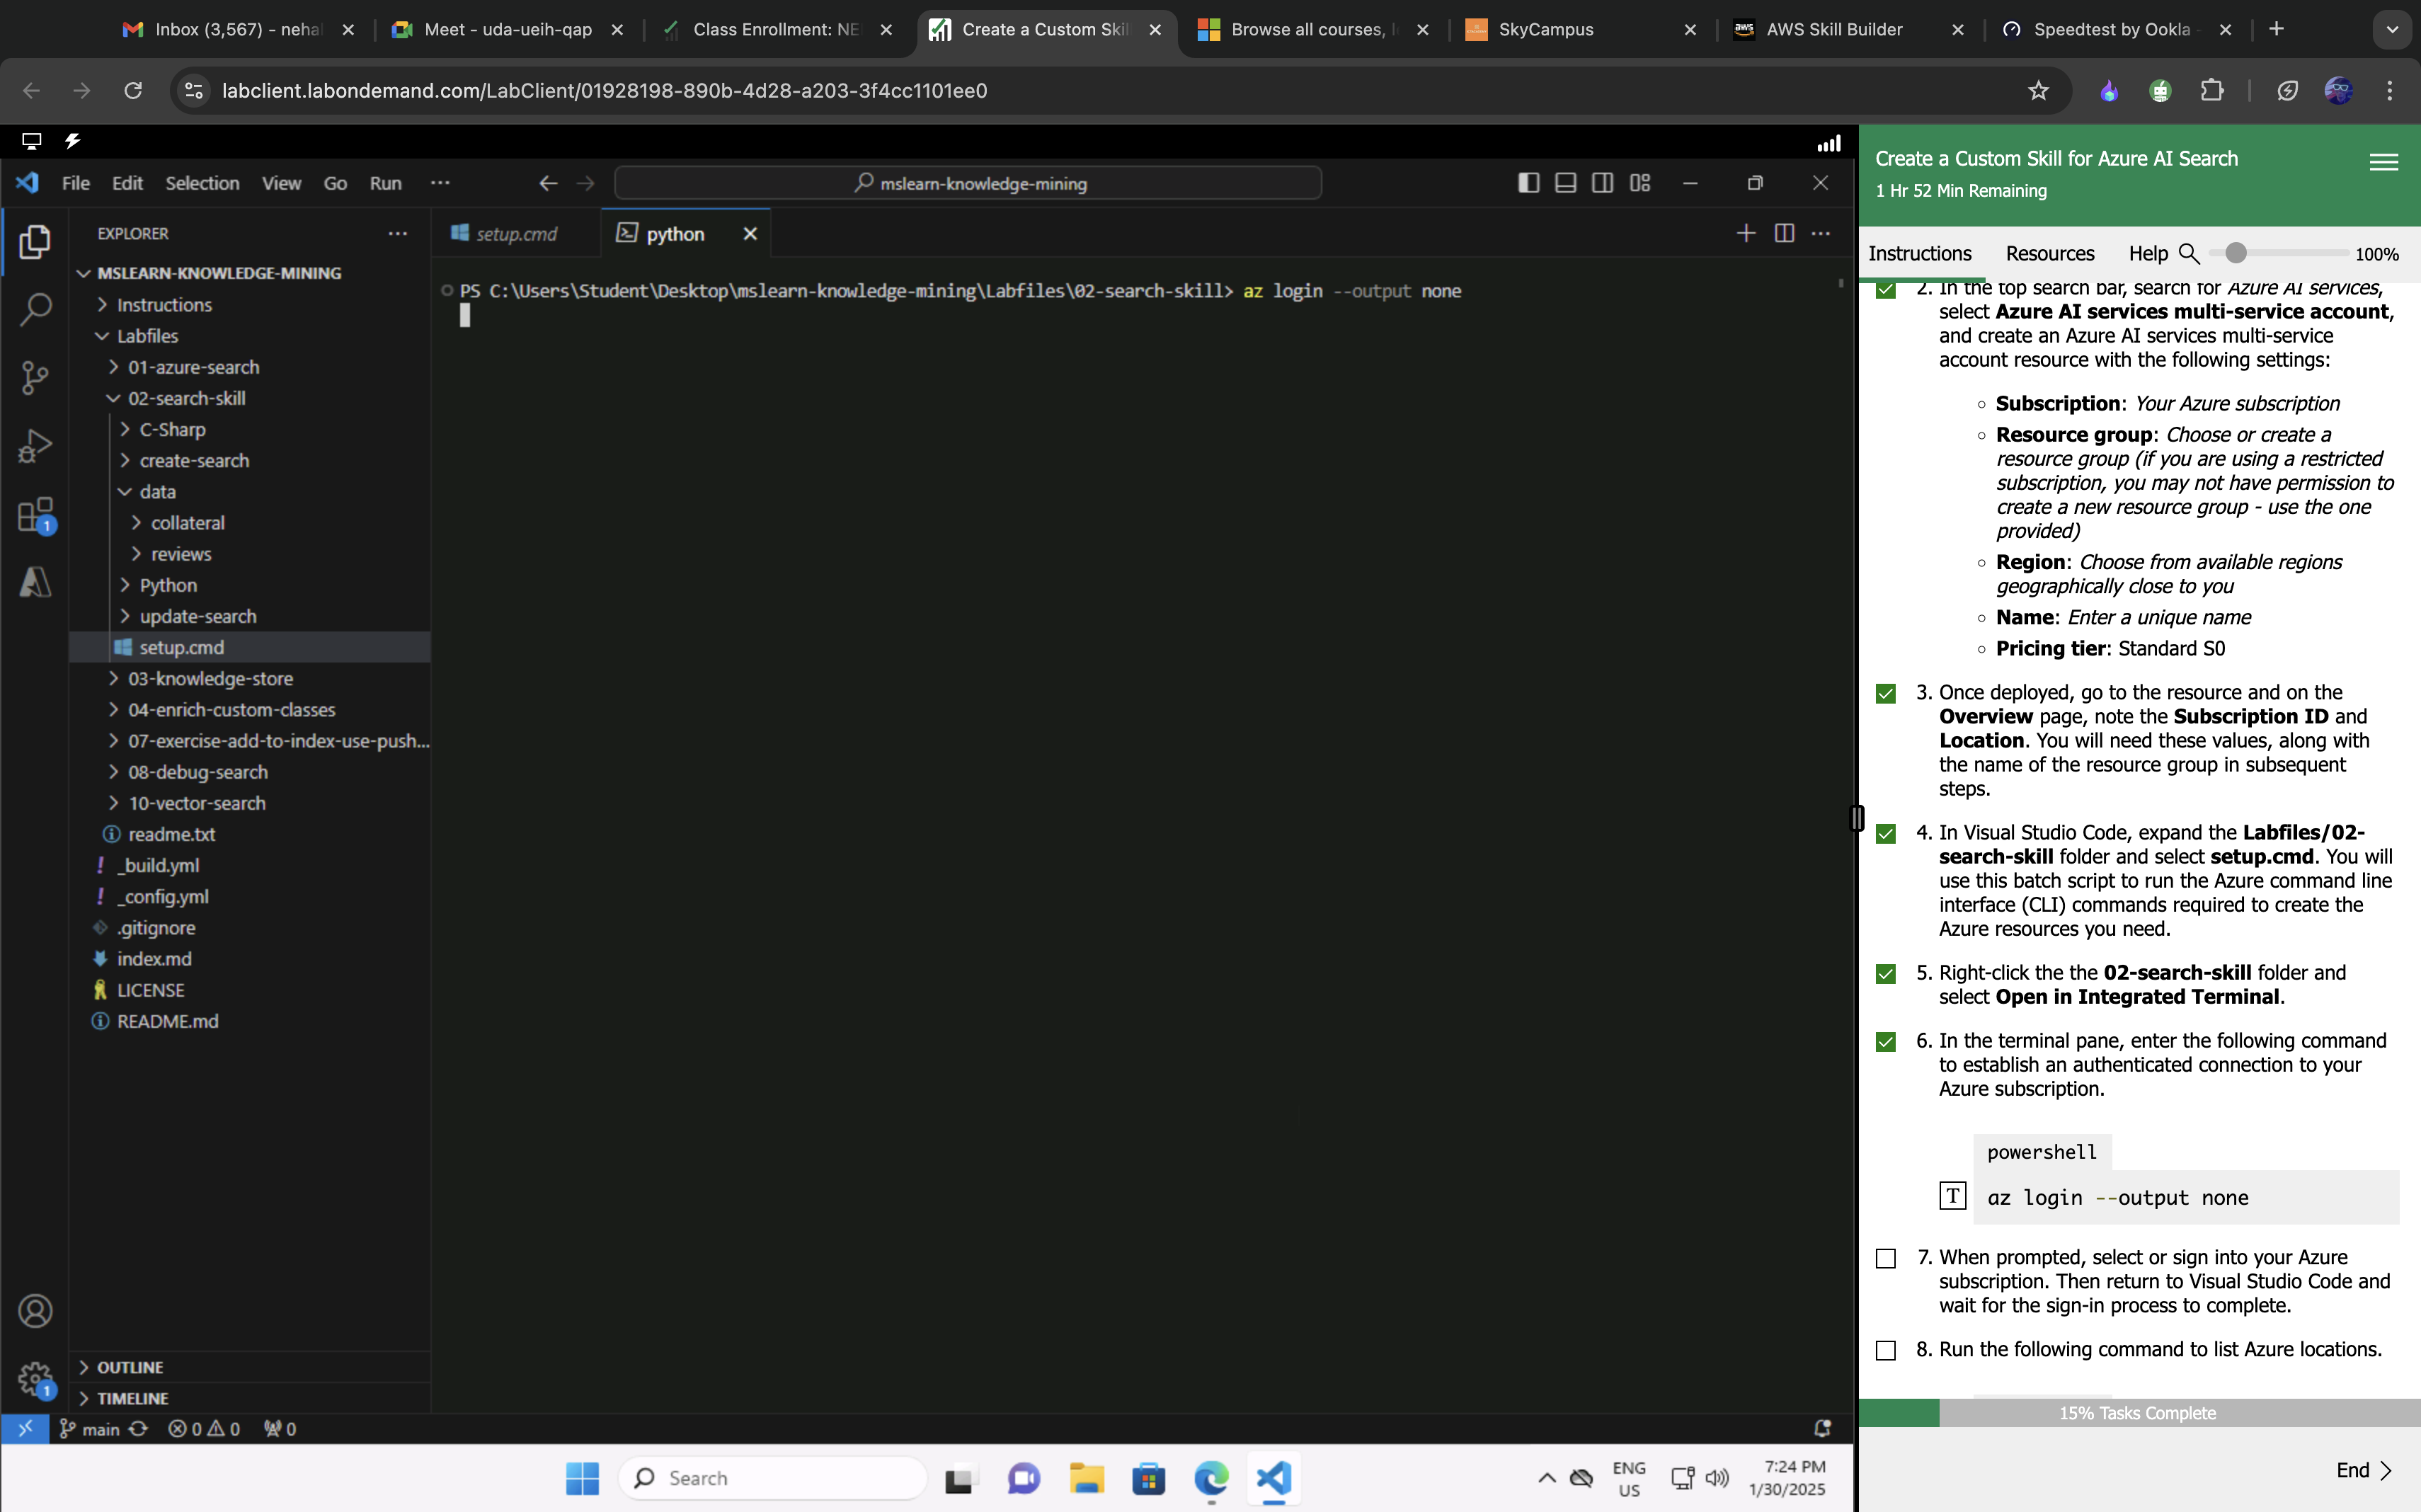 Inbox (3,567) - neha
Meet - uda-ueih-qap
Class Enrollment: NE
Create a Custom Skil
Browse all courses, l
SkyCampus
AWS Skill Builder
Speedtest by Ookla -
labclient.labondemand.com/LabClient/01928198-890b-4d28-a203-3f4cc1101ee0
File Edit Selection View Go Run
mslearn-knowledge-mining
EXPLORER
MSLEARN-KNOWLEDGE-MINING
Instructions
Labfiles
01-azure-search
02-search-skill
C-Sharp
create-search
data
collateral
reviews
Python
update-search
setup.cmd
03-knowledge-store
04-enrich-custom-classes
07-exercise-add-to-index-use-push...
08-debug-search
10-vector-search
readme.txt
_build.yml
_config.yml
.gitignore
index.md
LICENSE
README.md
OUTLINE
TIMELINE
1
1
setup.cmd
python
PS C:\Users\Student\Desktop\mslearn-knowledge-mining\Labfiles\02-search-skill> az login --output none
main 0 0 0
Search
ENG
US
7:24 PM
1/30/2025
Create a Custom Skill for Azure AI Search
1 Hr 52 Min Remaining
Instructions Resources Help 100%
2. In the top search bar, search for Azure AI services,
select Azure AI services multi-service account,
and create an Azure AI services multi-service
account resource with the following settings:
Subscription: Your Azure subscription
Resource group: Choose or create a
resource group (if you are using a restricted
subscription, you may not have permission to
create a new resource group - use the one
provided)
Region: Choose from available regions
geographically close to you
Name: Enter a unique name
Pricing tier: Standard S0
3. Once deployed, go to the resource and on the
Overview page, note the Subscription ID and
Location. You will need these values, along with
the name of the resource group in subsequent
steps.
4. In Visual Studio Code, expand the Labfiles/02-
search-skill folder and select setup.cmd. You will
use this batch script to run the Azure command line
interface (CLI) commands required to create the
Azure resources you need.
5. Right-click the the 02-search-skill folder and
select Open in Integrated Terminal.
6. In the terminal pane, enter the following command
to establish an authenticated connection to your
Azure subscription.
powershell
T
az login --output none
7. When prompted, select or sign into your Azure
subscription. Then return to Visual Studio Code and
wait for the sign-in process to complete.
8. Run the following command to list Azure locations.
15% Tasks Complete
End